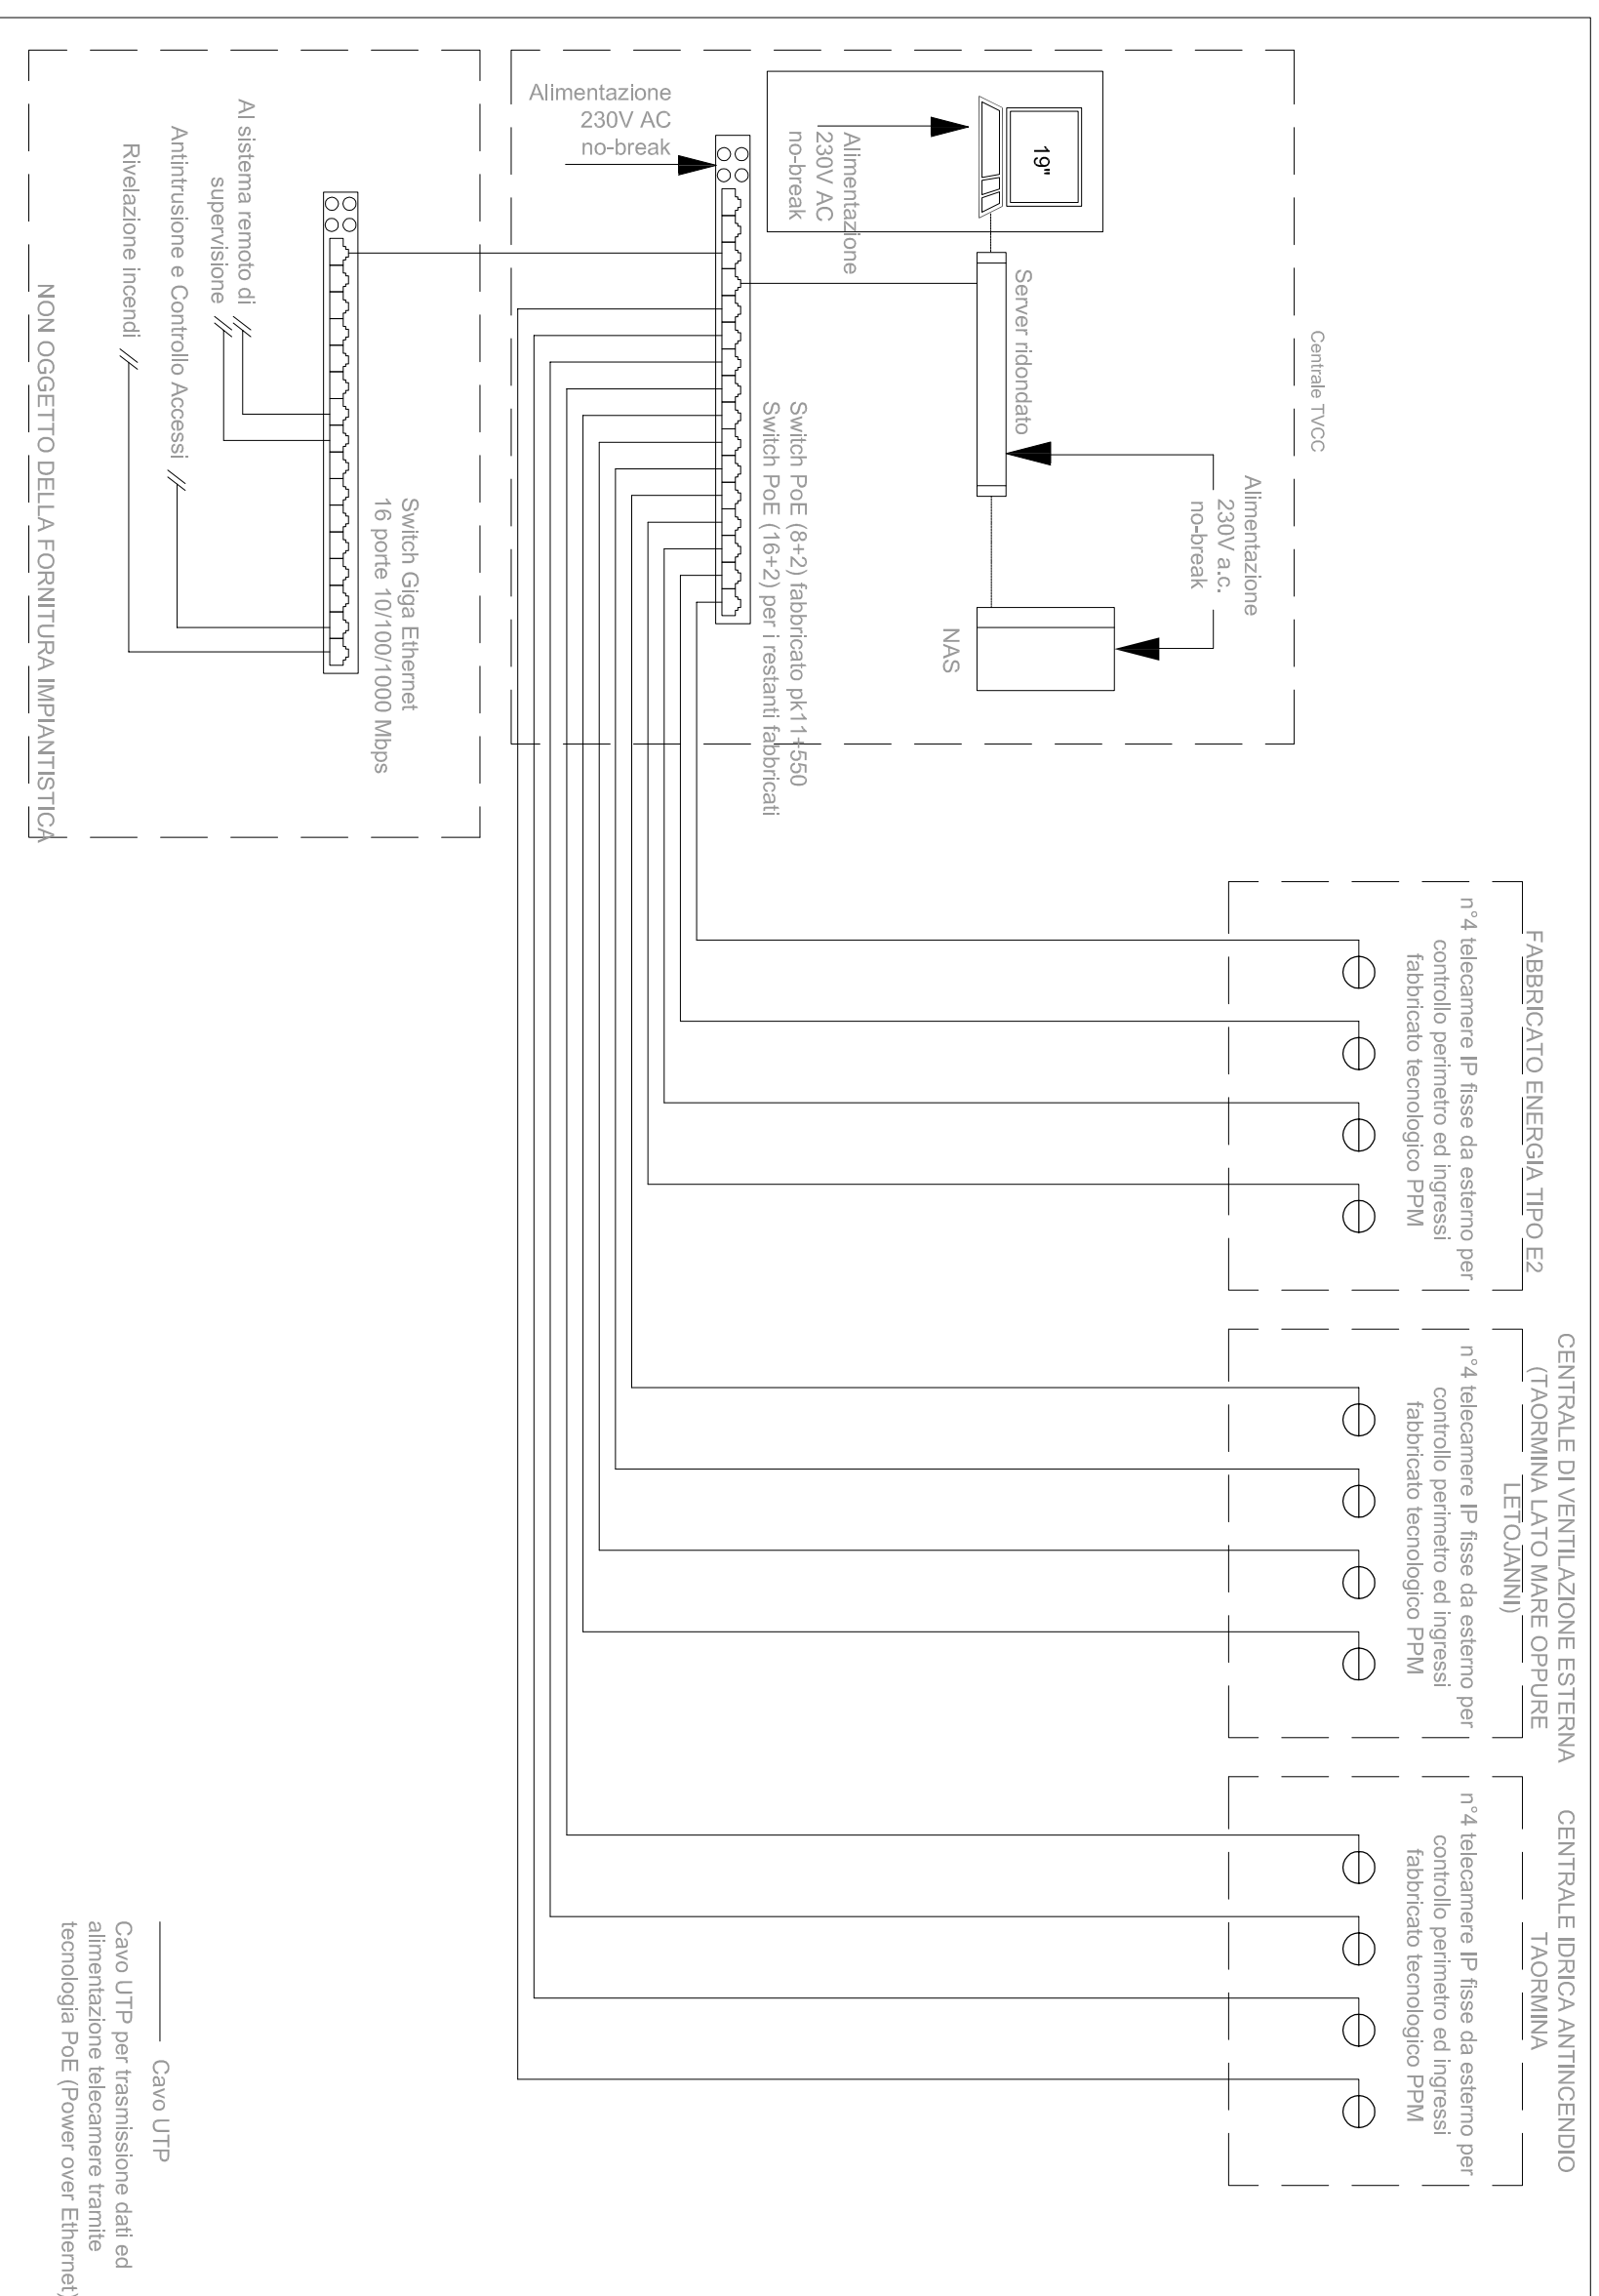 FABBRICATO ENERGIA TIPO E2
n°4 telecamere IP fisse da esterno per
controllo perimetro ed ingressi
fabbricato tecnologico PPM
CENTRALE DI VENTILAZIONE ESTERNA
(TAORMINA LATO MARE OPPURE
LETOJANNI)
n°4 telecamere IP fisse da esterno per
controllo perimetro ed ingressi
fabbricato tecnologico PPM
CENTRALE IDRICA ANTINCENDIO
TAORMINA
n°4 telecamere IP fisse da esterno per
controllo perimetro ed ingressi
fabbricato tecnologico PPM
Centrale TVCC
Alimentazione
230V a.c.
no-break
19"
Server ridondato
NAS
Alimentazione
230V AC
no-break
Switch PoE (8+2) fabbricato pk11+550
Switch PoE (16+2) per i restanti fabbricati
Alimentazione
230V AC
no-break
Switch Giga Ethernet
16 porte 10/100/1000 Mbps
Al sistema remoto di
supervisione
Antintrusione e Controllo Accessi
Rivelazione incendi
NON OGGETTO DELLA FORNITURA IMPIANTISTICA
Cavo UTP
Cavo UTP per trasmissione dati ed
alimentazione telecamere tramite
tecnologia PoE (Power over Ethernet)